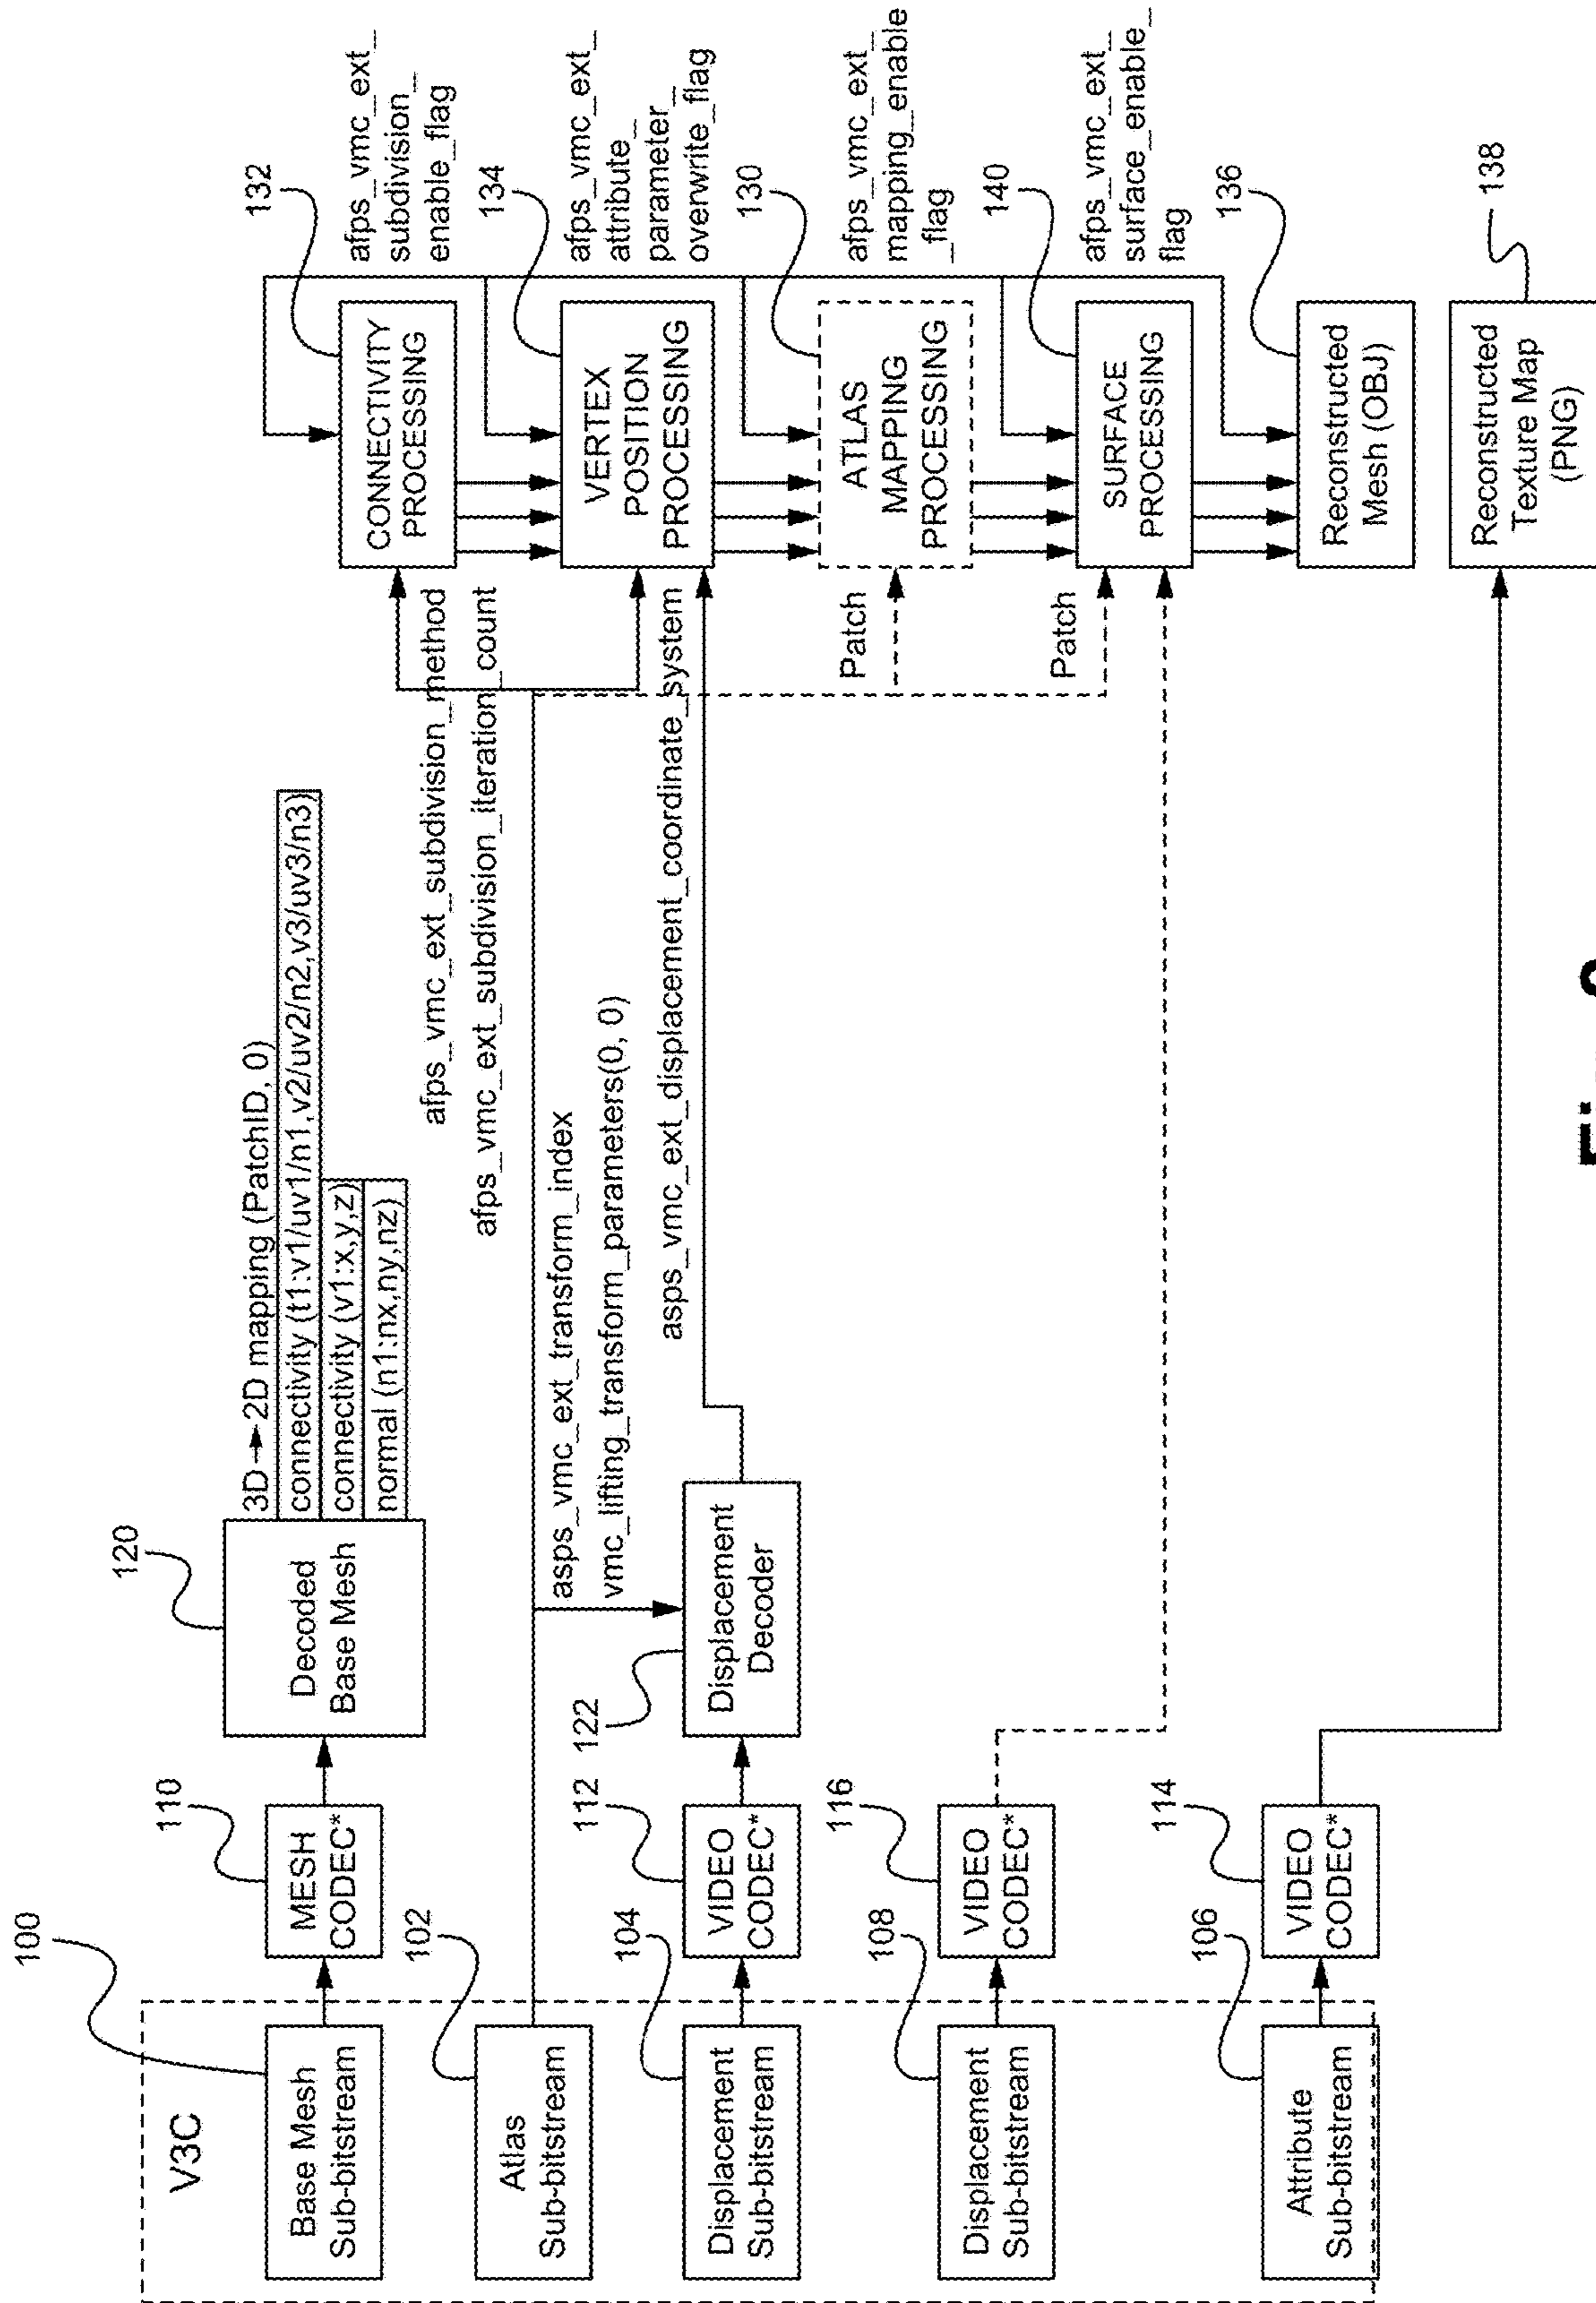 V3C
100
Base Mesh
Sub-bitstream
110
MESH
CODEC*
120
Decoded
Base Mesh
3D→2D mapping (PatchID, 0)
connectivity (t1:v1/uv1/n1,v2/uv2/n2,v3/uv3/n3)
connectivity (v1:x,y,z)
normal (n1:nx,ny,nz)
102
Atlas
Sub-bitstream
afps_vmc_ext_subdivision_method
afps_vmc_ext_subdivision_iteration_count
asps_vmc_ext_transform_index
vmc_lifting_transform_parameters(0, 0)
asps_vmc_ext_displacement_coordinate_system
104
Displacement
Sub-bitstream
112
VIDEO
CODEC*
122
Displacement
Decoder
108
Displacement
Sub-bitstream
116
VIDEO
CODEC*
106
Attribute
Sub-bitstream
114
VIDEO
CODEC*
Patch
Patch
132
CONNECTIVITY
PROCESSING
afps_vmc_ext_
subdivision_
enable_flag
134
VERTEX
POSITION
PROCESSING
afps_vmc_ext_
attribute_
parameter_
overwrite_flag
130
ATLAS
MAPPING
PROCESSING
afps_vmc_ext_
mapping_enable
_flag
140
SURFACE
PROCESSING
afps_vmc_ext_
surface_enable_
flag
136
Reconstructed
Mesh (OBJ)
138
Reconstructed
Texture Map
(PNG)